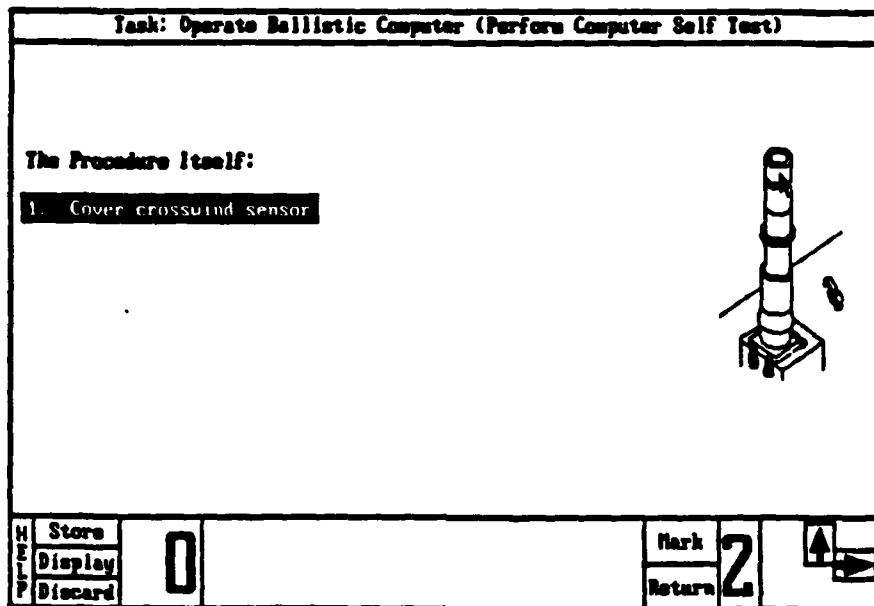 Task: Operate Ballistic Computer (Perform Computer Self Test)
The Procedure Itself:
1. Cover crosswind sensor
HELP
Store
Display
Discard
0
Mark
Return
2